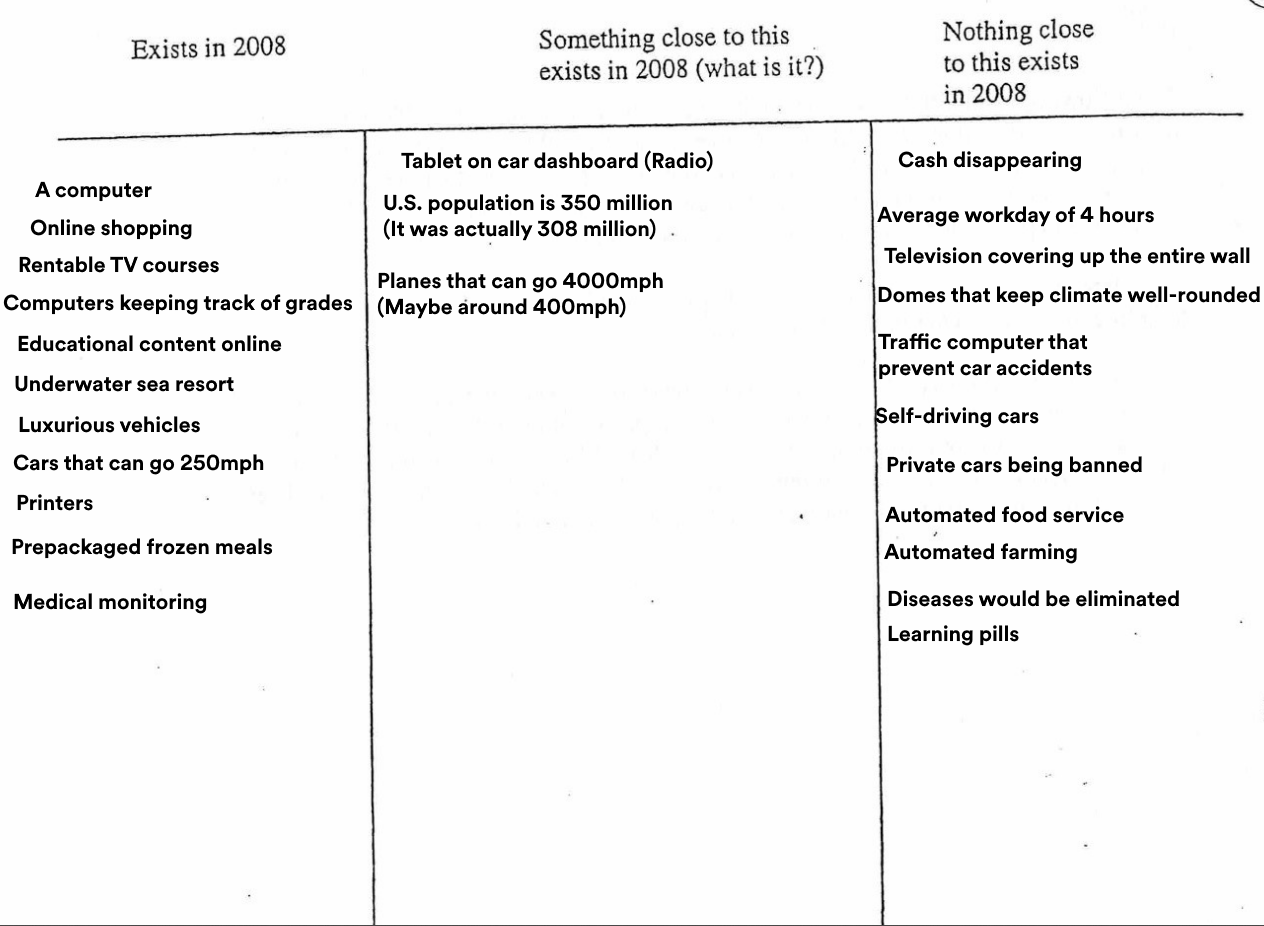 Exists in 2008
Something close to this
exists in 2008 (what is it?)
Nothing close
to this exists
in 2008
A computer
Online shopping
Rentable TV courses
Computers keeping track of grades
Educational content online
Underwater sea resort
Luxurious vehicles
Cars that can go 250mph
Printers
Prepackaged frozen meals
Medical monitoring
Tablet on car dashboard (Radio)
U.S. population is 350 million
(It was actually 308 million)
Planes that can go 4000mph
(Maybe around 400mph)
Cash disappearing
Average workday of 4 hours
Television covering up the entire wall
Domes that keep climate well-rounded
Traffic computer that
prevent car accidents
Self-driving cars
Private cars being banned
Automated food service
Automated farming
Diseases would be eliminated
Learning pills